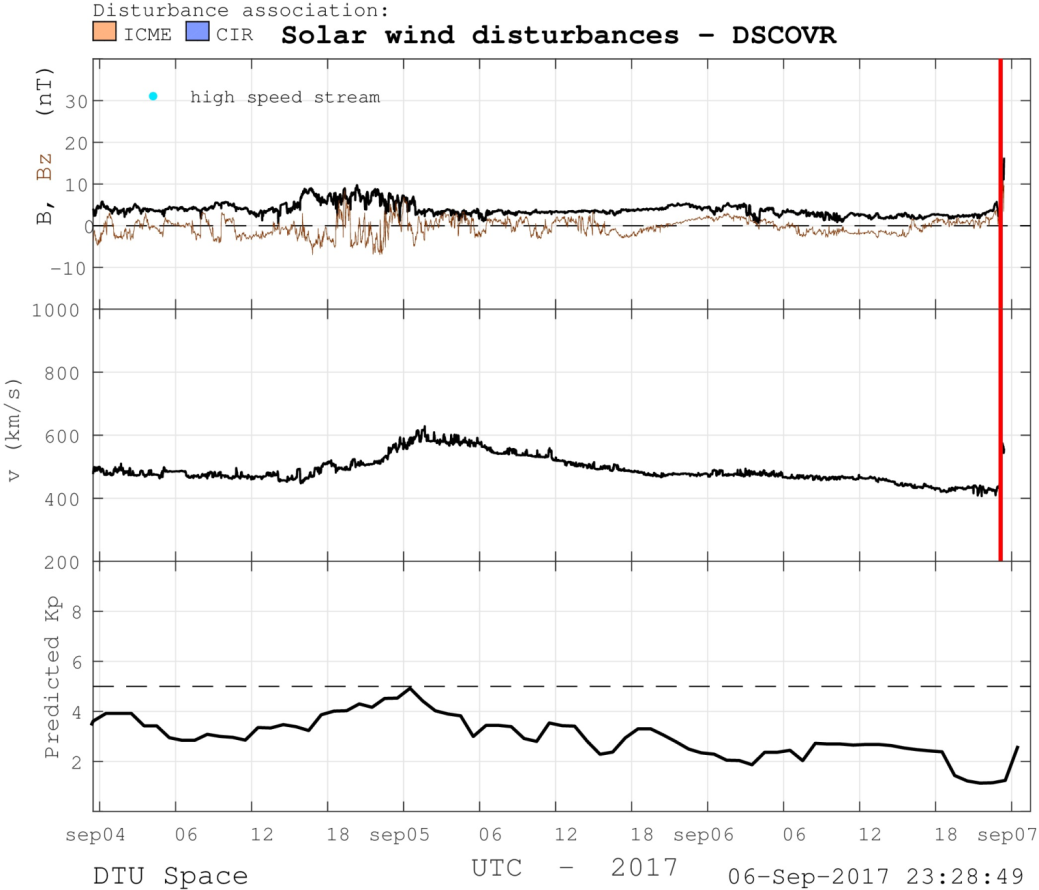 Disturbance association:
ICME CIR Solar wind disturbances – DSCOVR
high speed stream
B, Bz (nT)
30
20
10
0
−10
v (km/s)
1000
800
600
400
200
Predicted Kp
8
6
4
2
sep04 06 12 18 sep05 06 12 18 sep06 06 12 18 sep07
UTC – 2017
DTU Space 06-Sep-2017 23:28:49